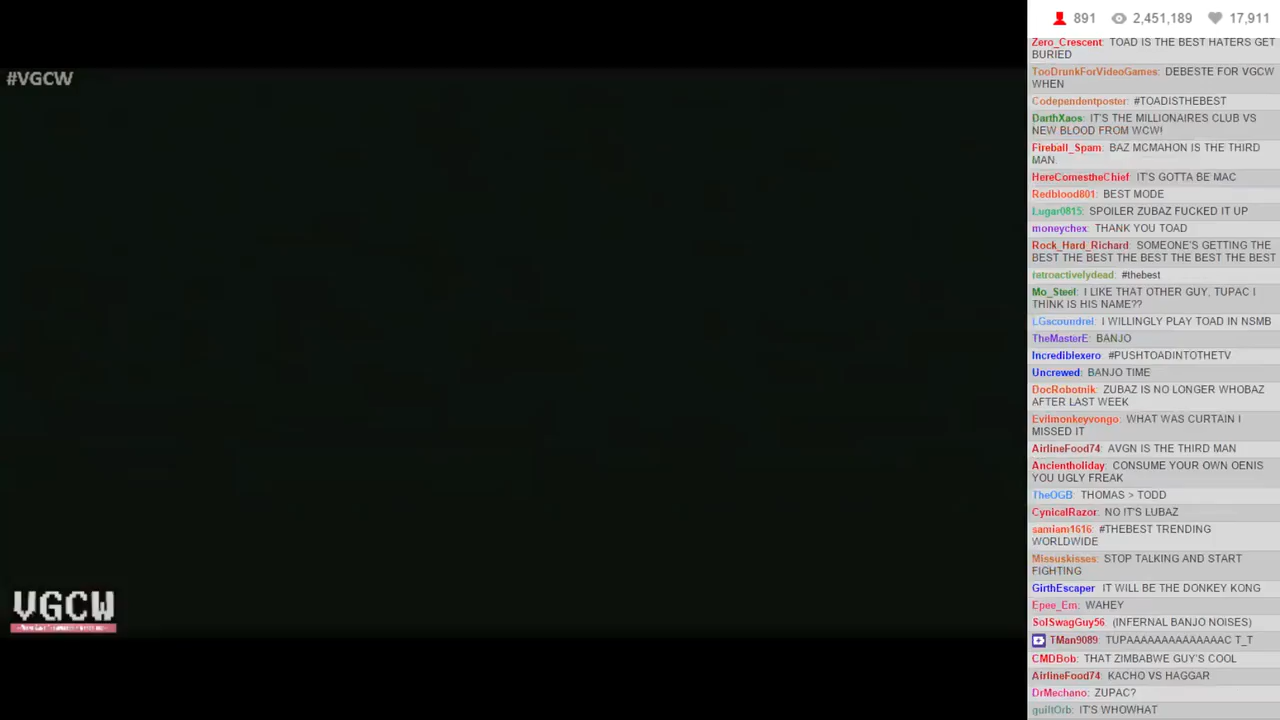 #VGCW
VGCW
891 2,451,189 17,911
Zero_Crescent: TOAD IS THE BEST HATERS GET
BURIED
TooDrunkForVideoGames: DEBESTE FOR VGCW
WHEN
Codependentposter: #TOADISTHEBEST
DarthXaos: IT'S THE MILLIONAIRES CLUB VS
NEW BLOOD FROM WCW!
Fireball_Spam: BAZ MCMAHON IS THE THIRD
MAN.
HereComestheChief: IT'S GOTTA BE MAC
Redblood801: BEST MODE
Lugar0815: SPOILER ZUBAZ FUCKED IT UP
moneychex: THANK YOU TOAD
Rock_Hard_Richard: SOMEONE'S GETTING THE
BEST THE BEST THE BEST THE BEST THE BEST
retroactivelydead: #thebest
Mo_Steel: I LIKE THAT OTHER GUY, TUPAC I
THINK IS HIS NAME??
LGscoundrel: I WILLINGLY PLAY TOAD IN NSMB
TheMasterE: BANJO
Incrediblexero: #PUSHTOADINTOTHETV
Uncrewed: BANJO TIME
DocRobotnik: ZUBAZ IS NO LONGER WHOBAZ
AFTER LAST WEEK
Evilmonkeyvongo: WHAT WAS CURTAIN I
MISSED IT
AirlineFood74: AVGN IS THE THIRD MAN
Ancientholiday: CONSUME YOUR OWN OENIS
YOU UGLY FREAK
TheOGB: THOMAS > TODD
CynicalRazor: NO IT'S LUBAZ
samiam1616: #THEBEST TRENDING
WORLDWIDE
Missuskisses: STOP TALKING AND START
FIGHTING
GirthEscaper: IT WILL BE THE DONKEY KONG
Epee_Em: WAHEY
SolSwagGuy56: (INFERNAL BANJO NOISES)
TMan9089: TUPAAAAAAAAAAAAAAC T_T
CMDBob: THAT ZIMBABWE GUY'S COOL
AirlineFood74: KACHO VS HAGGAR
DrMechano: ZUPAC?
guiltOrb: IT'S WHOWHAT